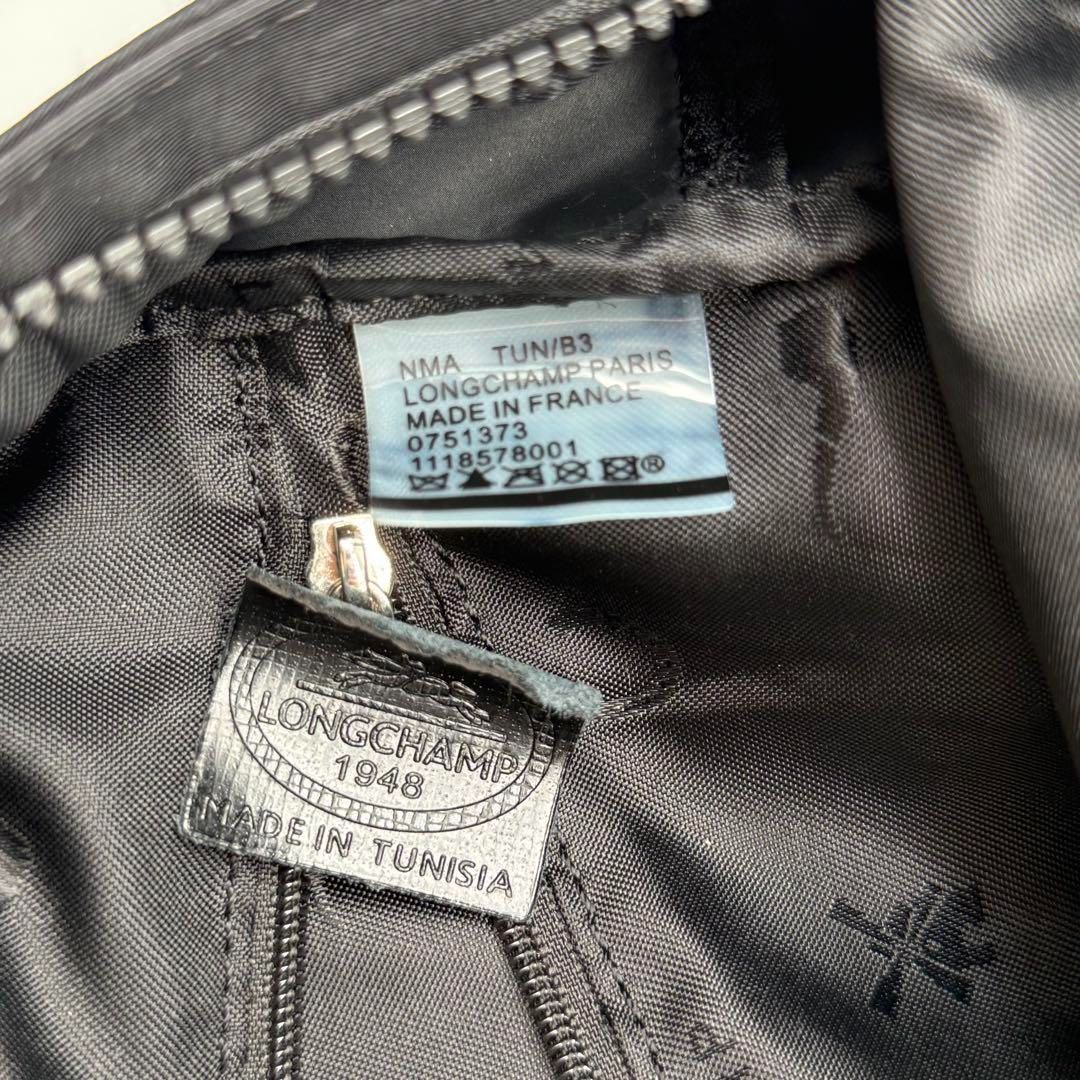 NMA TUN/B3
LONGCHAMP PARIS
MADE IN FRANCE
0751373
1118578001
®
LONGCHAMP
1948
MADE IN TUNISIA